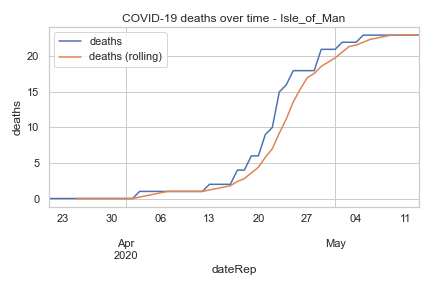 COVID-19 deaths over time - Isle_of_Man
deaths
deaths (rolling)
deaths
20
15
10
5
0
23 30 06 13 20 27 04 11
Apr May
2020
dateRep